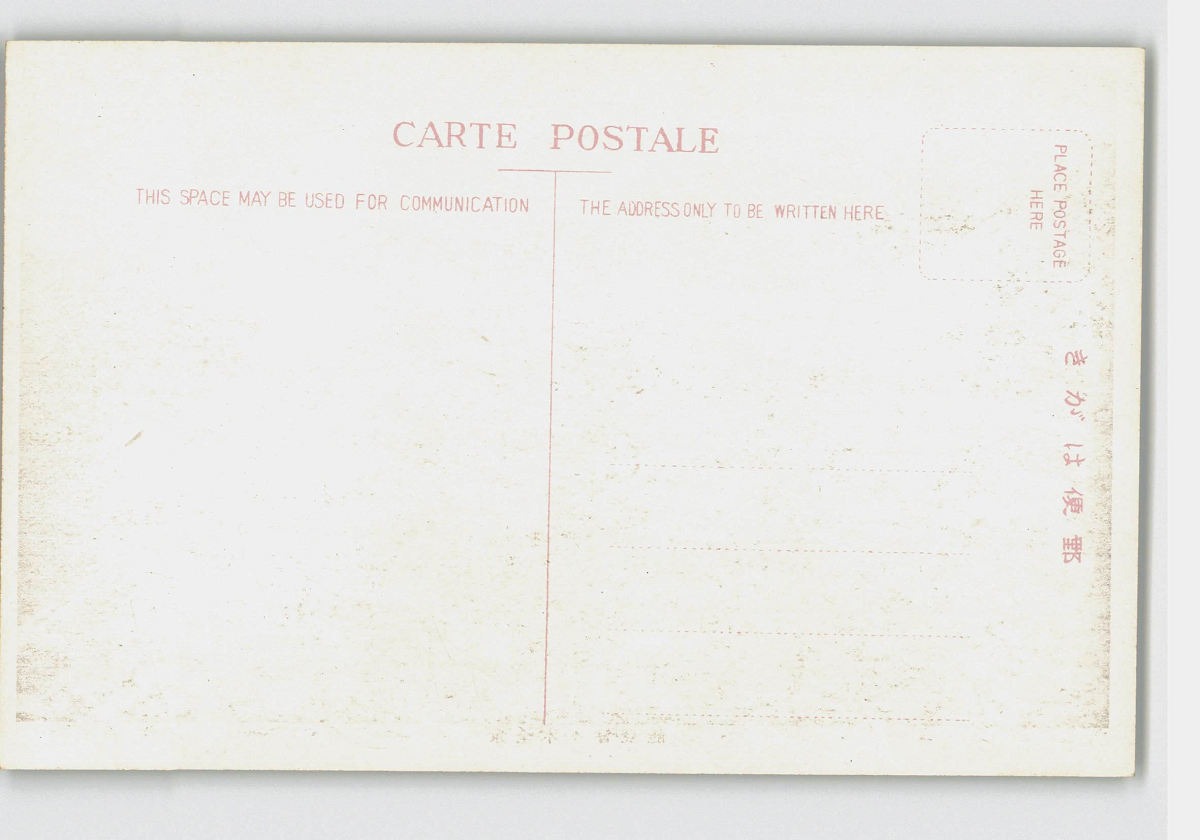 CARTE POSTALE
THIS SPACE MAY BE USED FOR COMMUNICATION
THE ADDRESS ONLY TO BE WRITTEN HERE
PLACE POSTAGE
HERE
きがは便郵